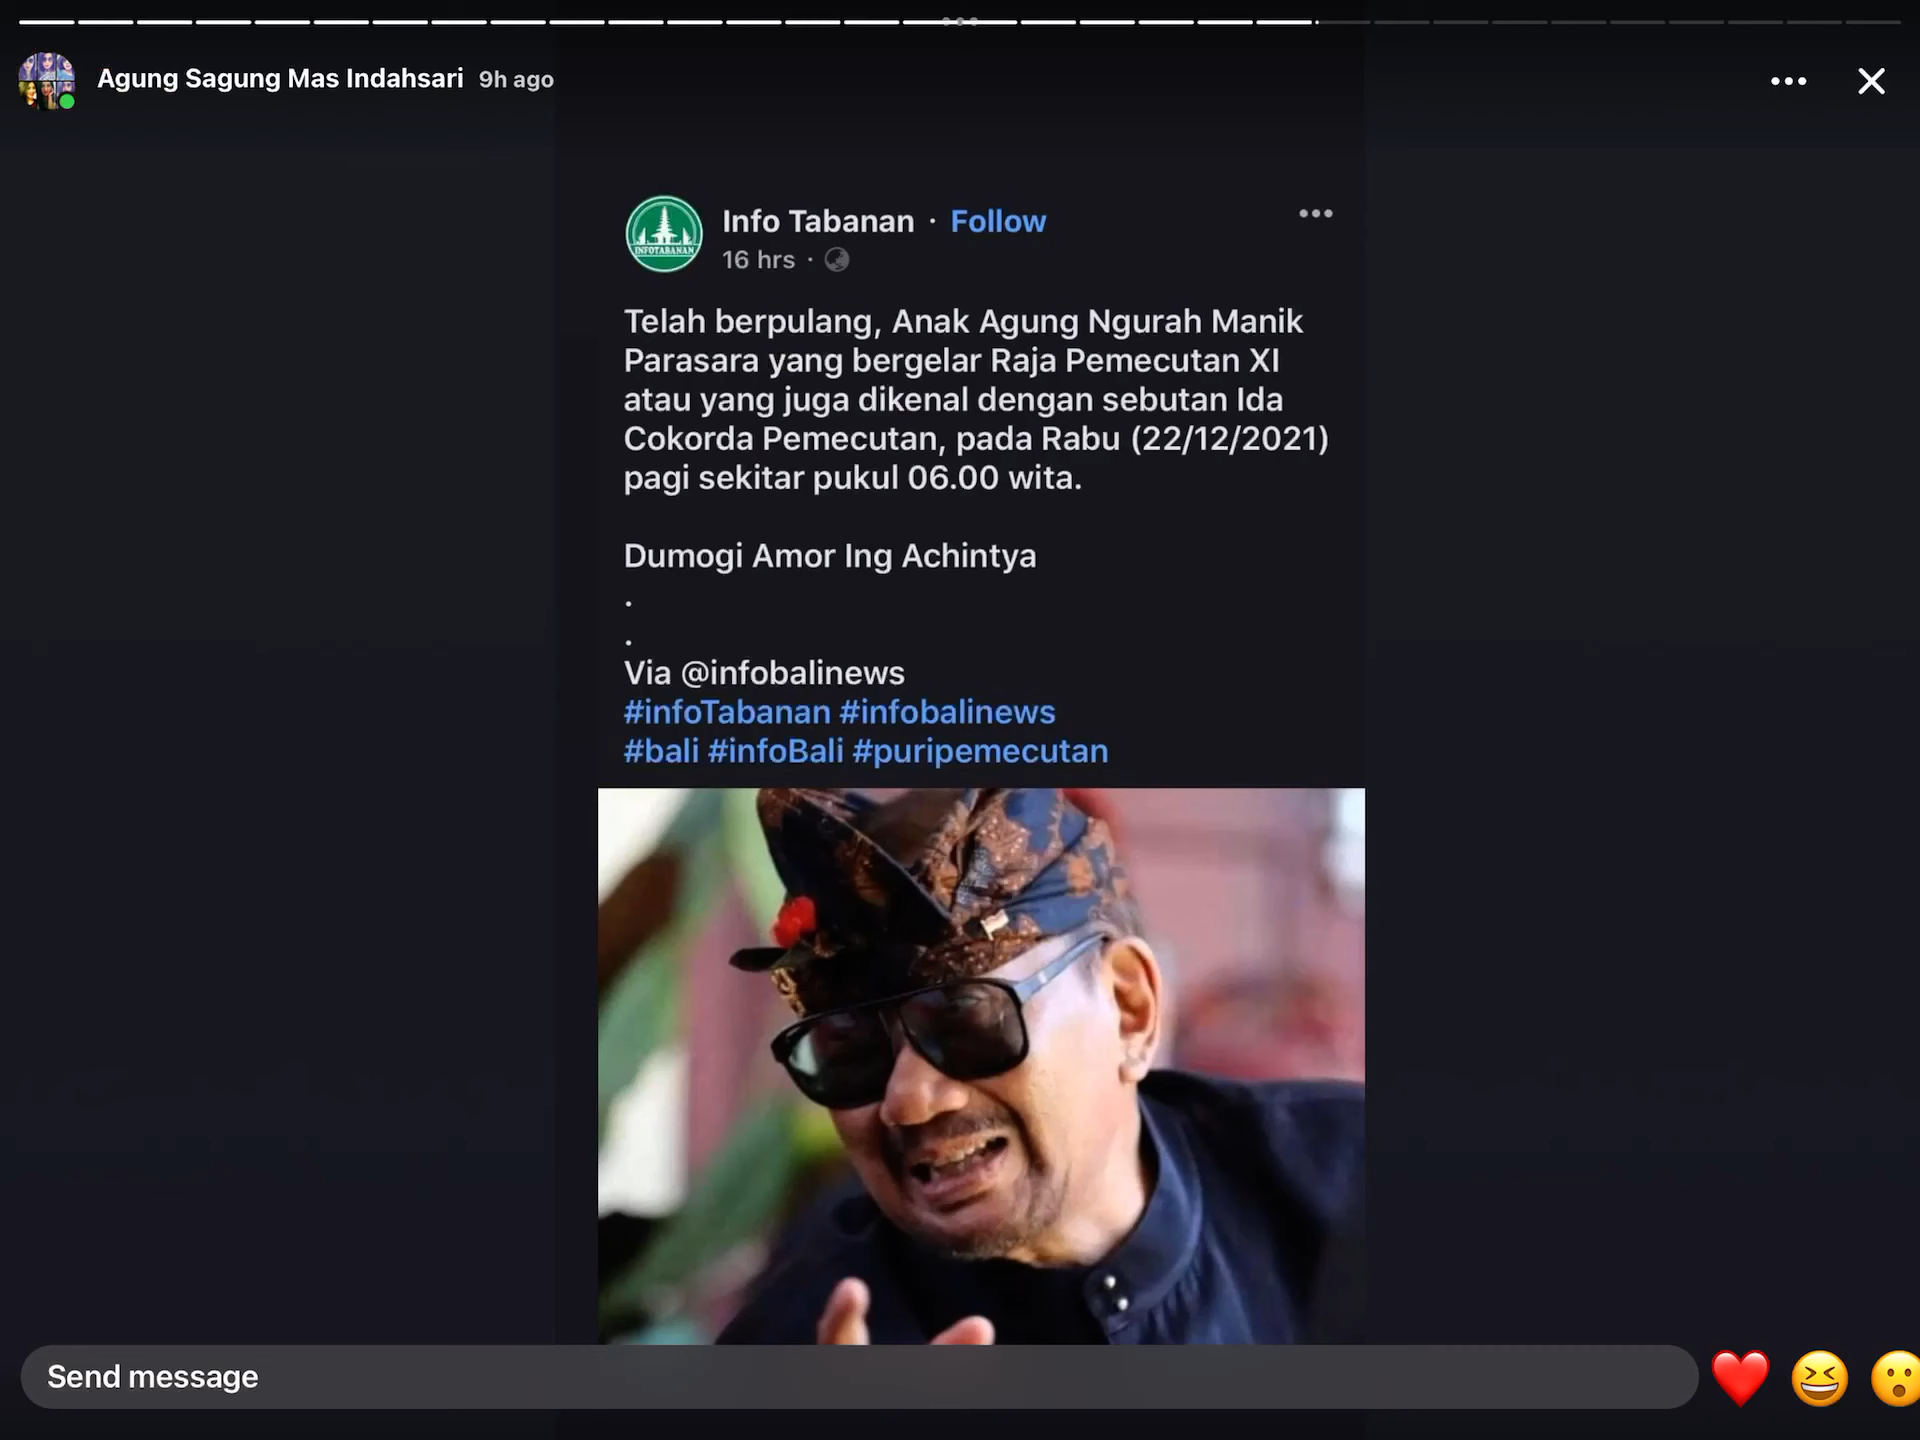 Agung Sagung Mas Indahsari 9h ago
INFOTABANAN
Info Tabanan · Follow
16 hrs ·
Telah berpulang, Anak Agung Ngurah Manik
Parasara yang bergelar Raja Pemecutan XI
atau yang juga dikenal dengan sebutan Ida
Cokorda Pemecutan, pada Rabu (22/12/2021)
pagi sekitar pukul 06.00 wita.
Dumogi Amor Ing Achintya
.
.
Via @infobalinews
#infoTabanan #infobalinews
#bali #infoBali #puripemecutan
Send message